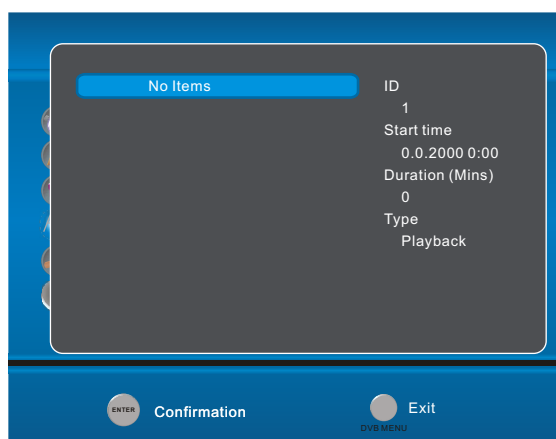 No Items
ID
1
Start time
0.0.2000 0:00
Duration (Mins)
0
Type
Playback
ENTER
Confirmation
Exit
DVB MENU